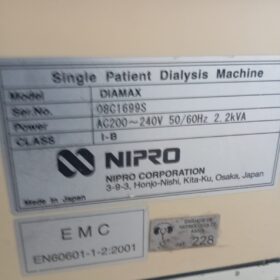 Single Patient Dialysis Machine
Model DIAMAX
Ser.No. 08C1699S
Power AC200～240V 50/60Hz 2.2kVA
CLASS I-B
NIPRO
NIPRO CORPORATION
3-9-3, Honjo-Nishi, Kita-Ku, Osaka, Japan
Made in Japan
EMC
EN60601-1-2:2001
228